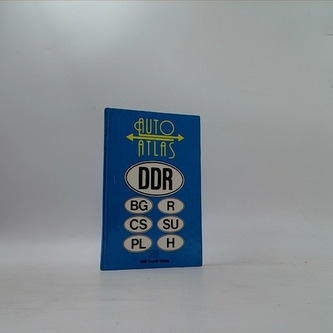 AUTO
ATLAS
DDR
BG R
CS SU
PL H